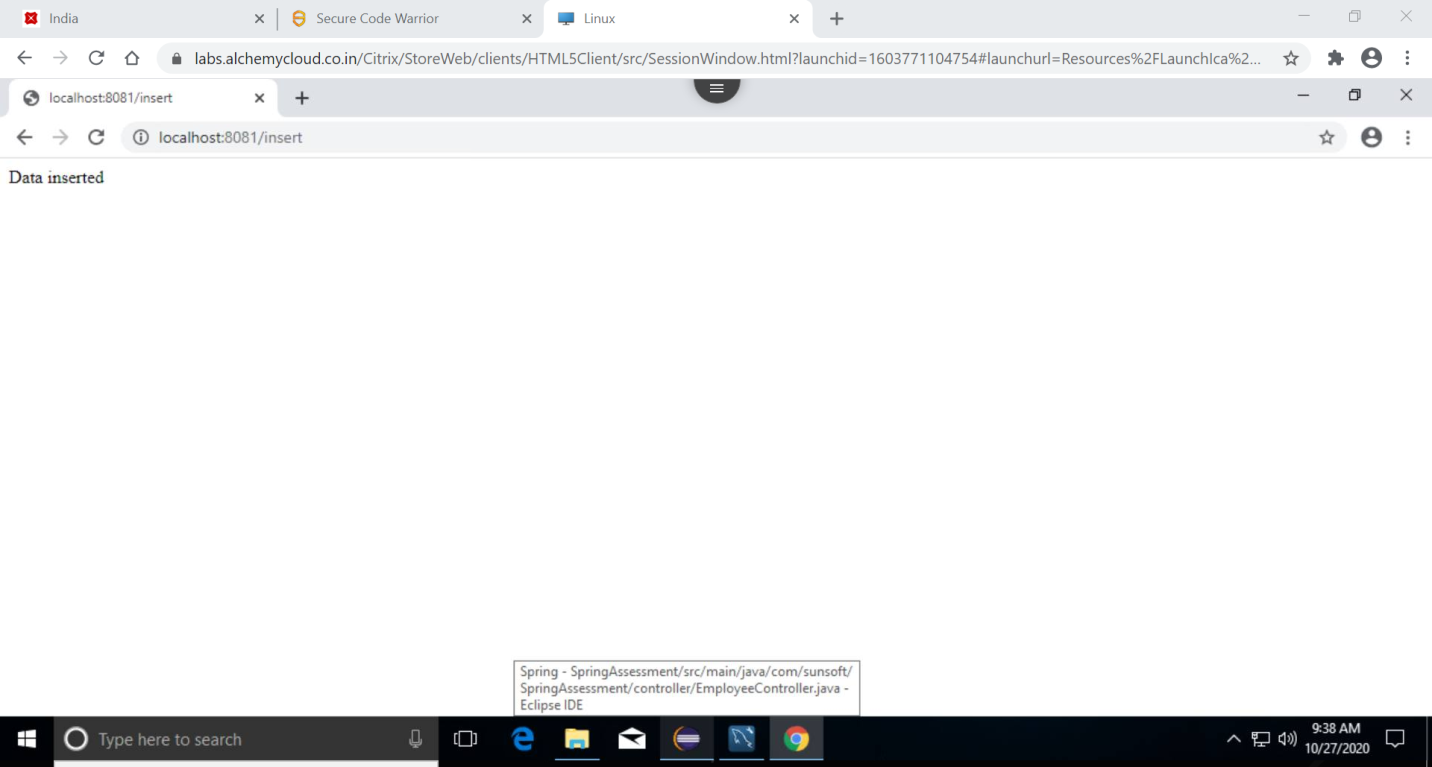 India
Secure Code Warrior
Linux
labs.alchemycloud.co.in/Citrix/StoreWeb/clients/HTML5Client/src/SessionWindow.html?launchid=1603771104754#launchurl=Resources%2FLaunchIca%2...
localhost:8081/insert
localhost:8081/insert
Data inserted
Spring - SpringAssessment/src/main/java/com/sunsoft/
SpringAssessment/controller/EmployeeController.java -
Eclipse IDE
Type here to search
9:38 AM
10/27/2020